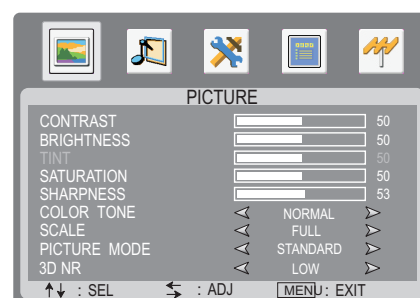 PICTURE
CONTRAST 50
BRIGHTNESS 50
TINT 50
SATURATION 50
SHARPNESS 53
COLOR TONE NORMAL
SCALE FULL
PICTURE MODE STANDARD
3D NR LOW
: SEL : ADJ MENU : EXIT